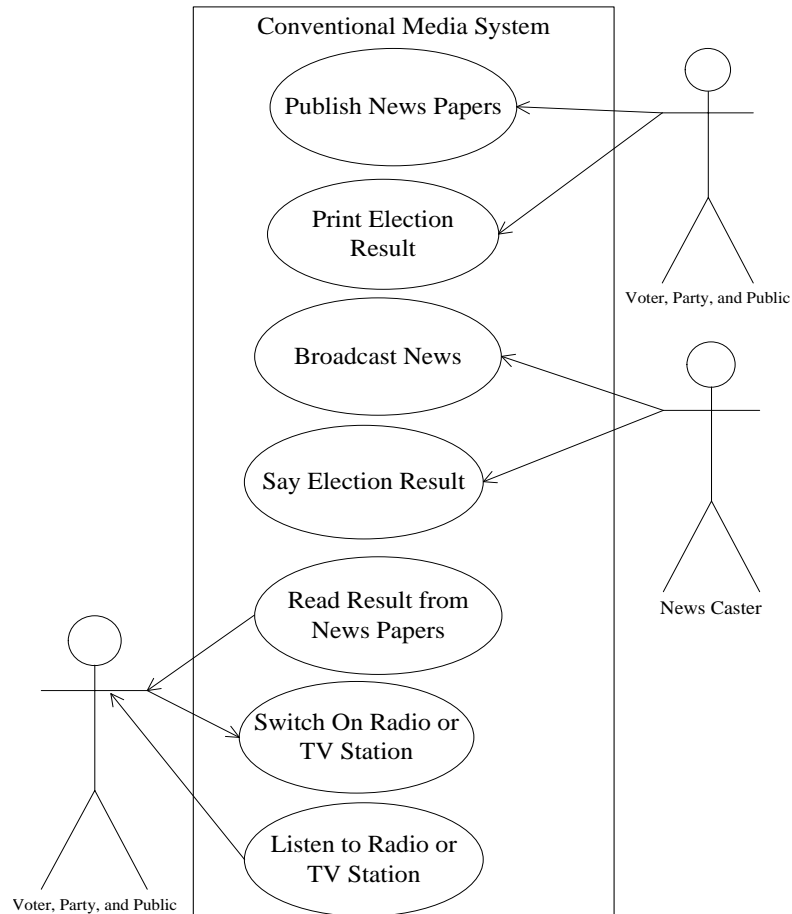 Conventional Media System
Publish News Papers
Print Election
Result
Voter, Party, and Public
Broadcast News
Say Election Result
News Caster
Read Result from
News Papers
Switch On Radio or
TV Station
Listen to Radio or
TV Station
Voter, Party, and Public